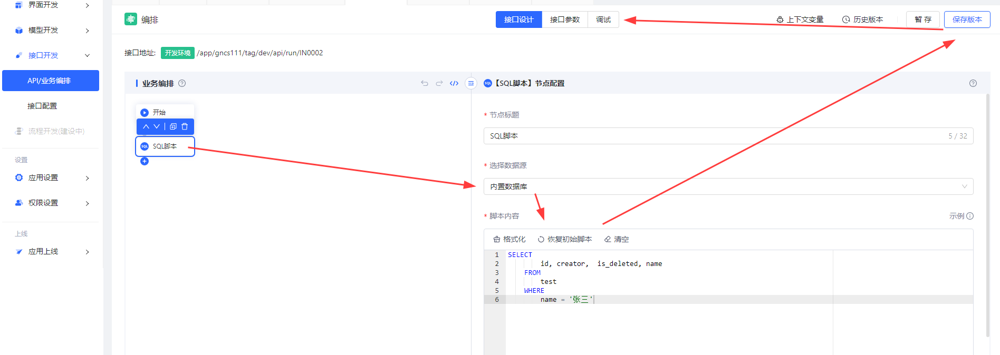 界面开发
模型开发
接口开发
API/业务编排
接口配置
流程开发(建设中)
设置
应用设置
权限设置
上线
应用上线
编排
接口设计
接口参数
调试
上下文变量
历史版本
暂 存
保存版本
接口地址:
开发环境
/app/gncs111/tag/dev/api/run/IN0002
业务编排
开始
SQL
SQL脚本
SQL
【SQL脚本】节点配置
* 节点标题
SQL脚本
5 / 32
* 选择数据源
内置数据库
* 脚本内容
示例
格式化
恢复初始脚本
清空
1 SELECT
2 id, creator, is_deleted, name
3 FROM
4 test
5 WHERE
6 name = '张三'